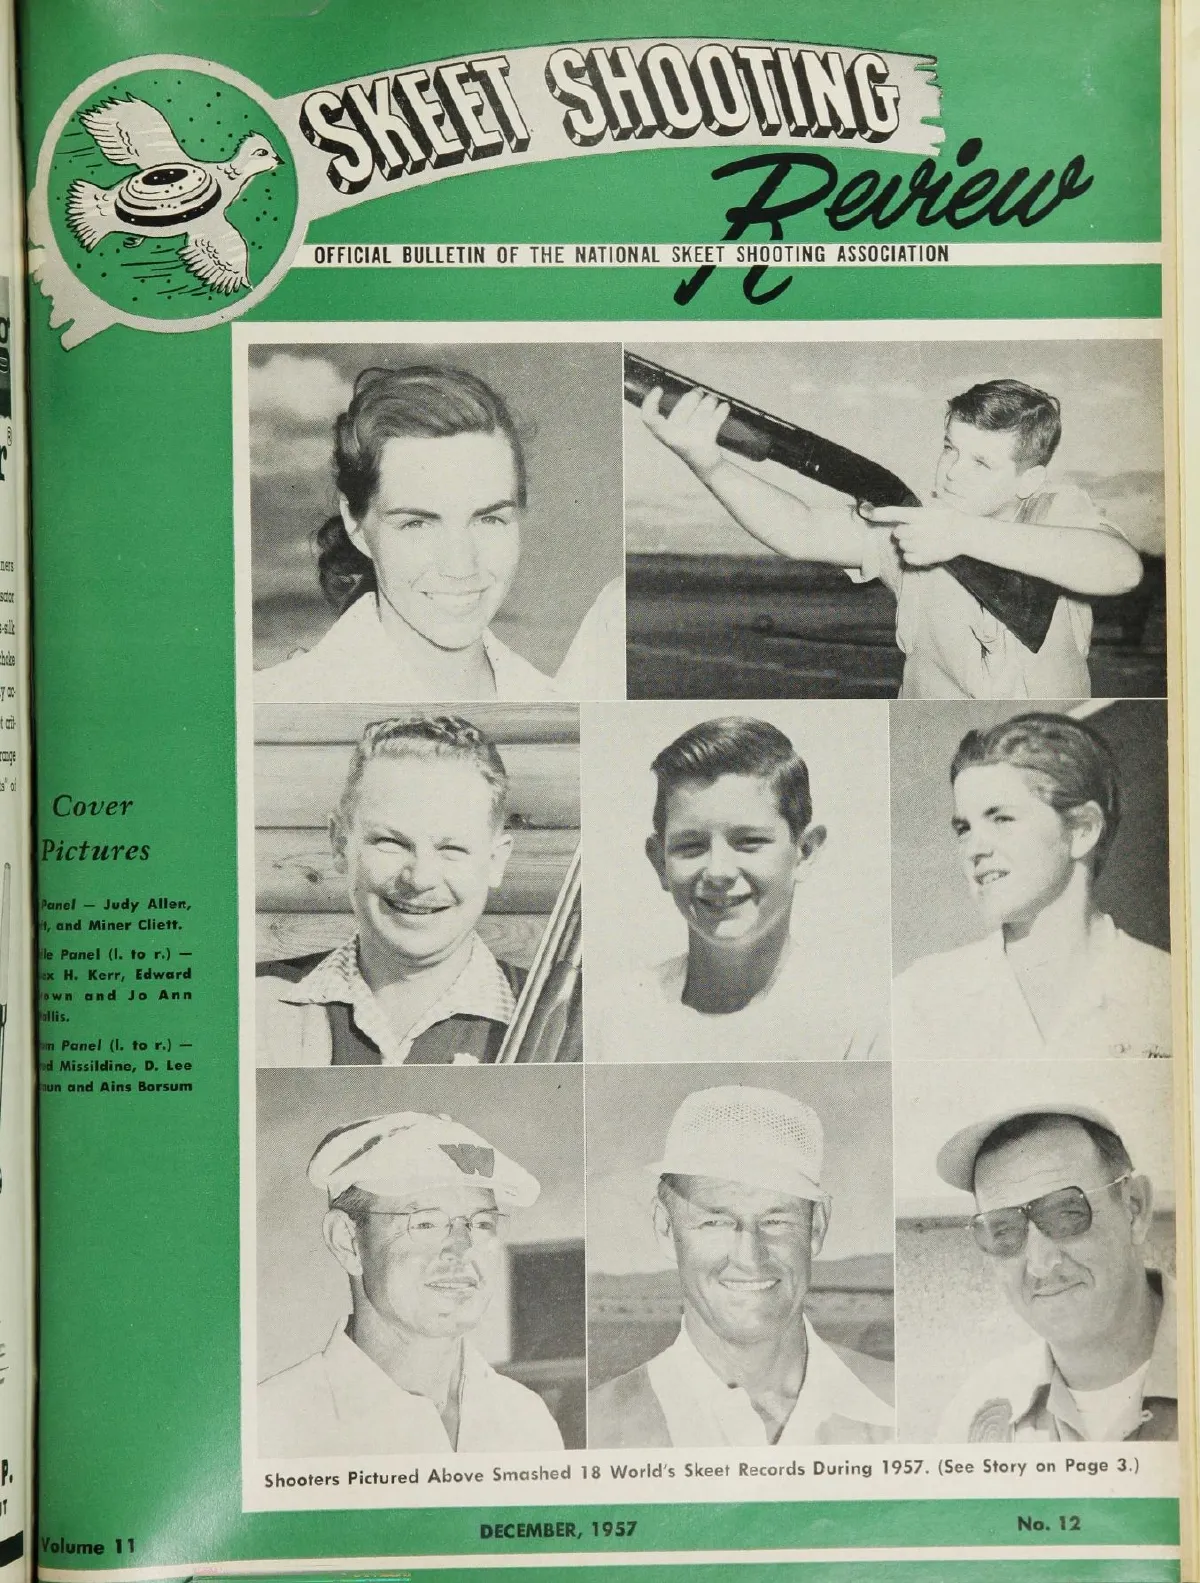 SKEET SHOOTING
Review
OFFICIAL BULLETIN OF THE NATIONAL SKEET SHOOTING ASSOCIATION
Cover
Pictures
Panel — Judy Allen,
and Miner Cliett.
Panel (l. to r.) —
H. Kerr, Edward
and Jo Ann
Panel (l. to r.) —
Missildine, D. Lee
and Ains Borsum
Shooters Pictured Above Smashed 18 World's Skeet Records During 1957. (See Story on Page 3.)
Volume 11
DECEMBER, 1957
No. 12